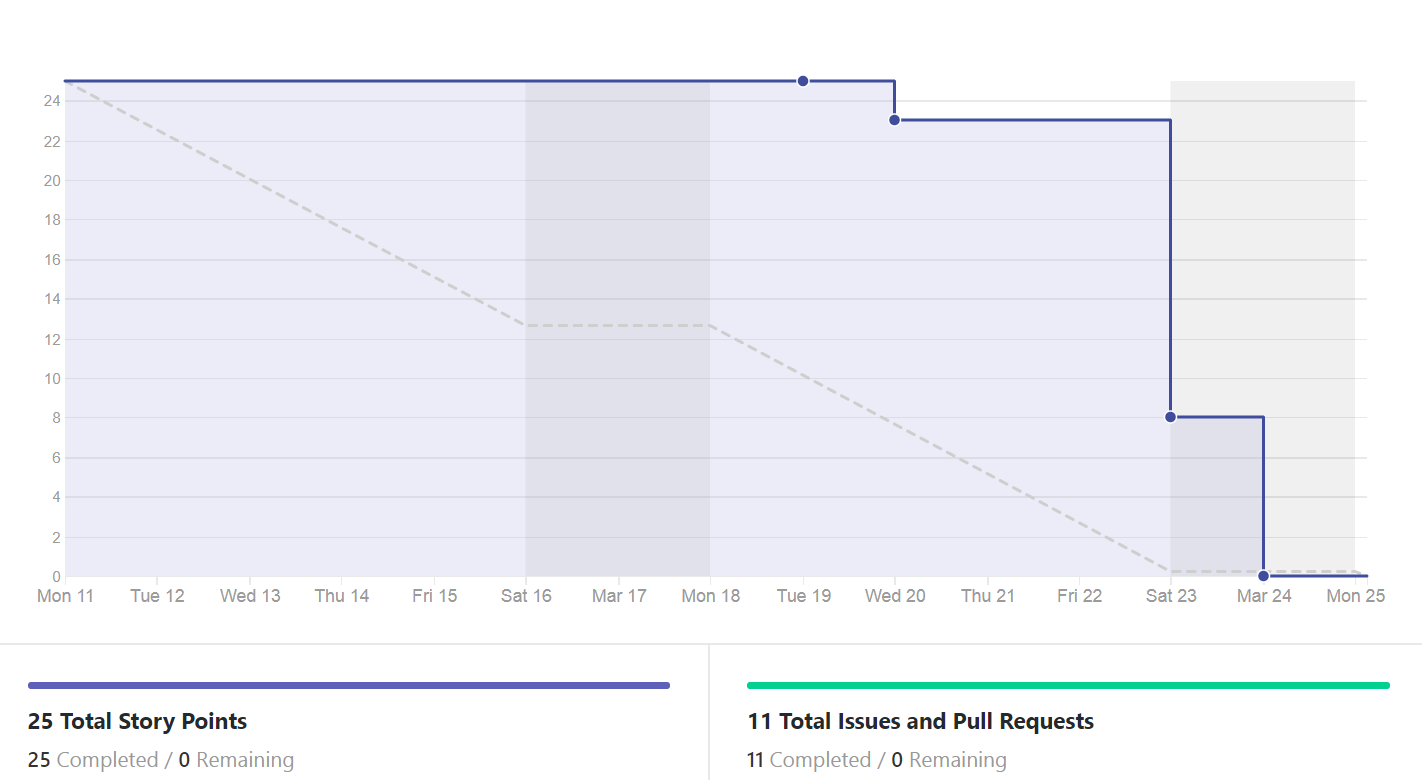 24
22
20
18
16
14
12
10
8
6
4
2
0
Mon 11 Tue 12 Wed 13 Thu 14 Fri 15 Sat 16 Mar 17 Mon 18 Tue 19 Wed 20 Thu 21 Fri 22 Sat 23 Mar 24 Mon 25
25 Total Story Points
25 Completed / 0 Remaining
11 Total Issues and Pull Requests
11 Completed / 0 Remaining